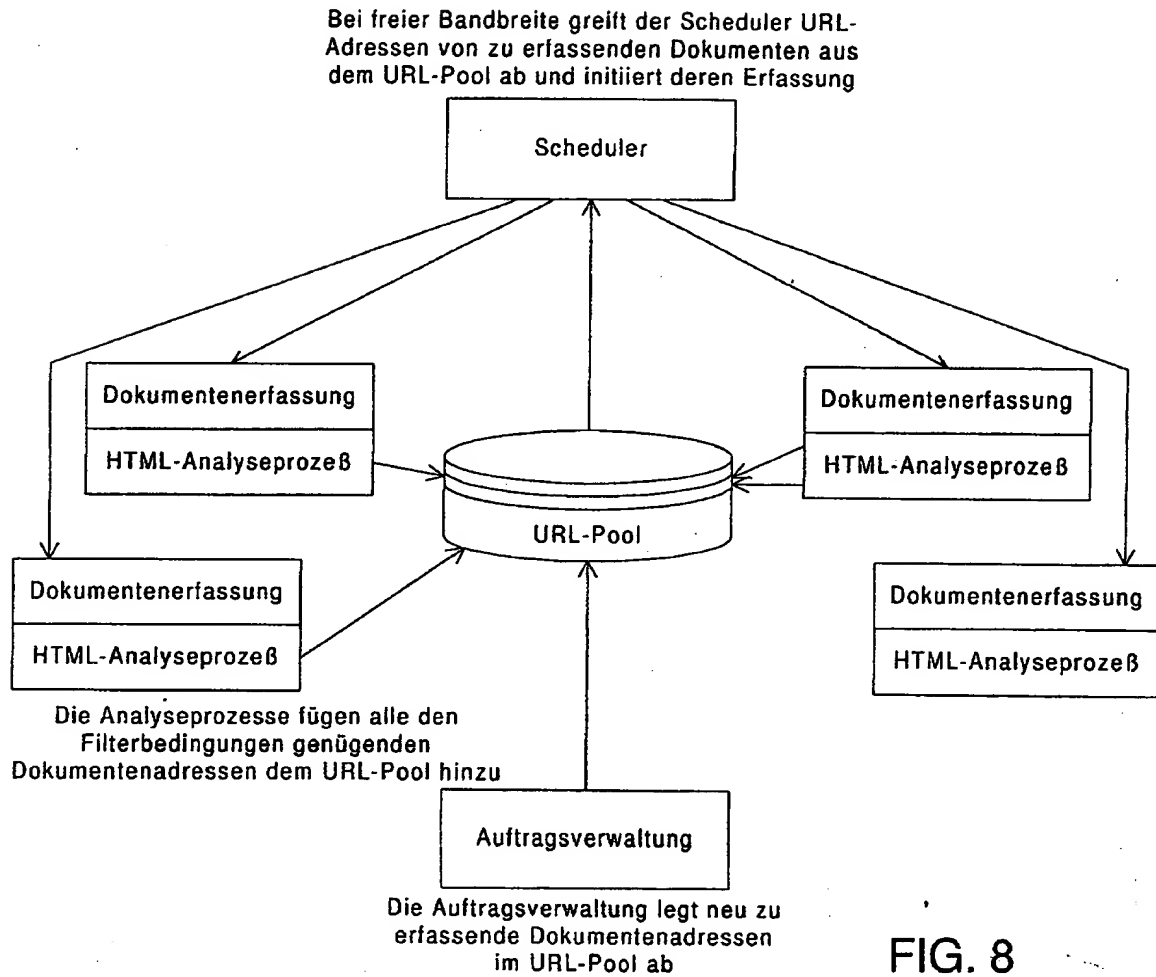 Bei freier Bandbreite greift der Scheduler URL-
Adressen von zu erfassenden Dokumenten aus
dem URL-Pool ab und initiiert deren Erfassung
Scheduler
Dokumentenerfassung
HTML-Analyseprozeß
Dokumentenerfassung
HTML-Analyseprozeß
URL-Pool
Dokumentenerfassung
HTML-Analyseprozeß
Dokumentenerfassung
HTML-Analyseprozeß
Die Analyseprozesse fügen alle den
Filterbedingungen genügenden
Dokumentenadressen dem URL-Pool hinzu
Auftragsverwaltung
Die Auftragsverwaltung legt neu zu
erfassende Dokumentenadressen
im URL-Pool ab
FIG. 8